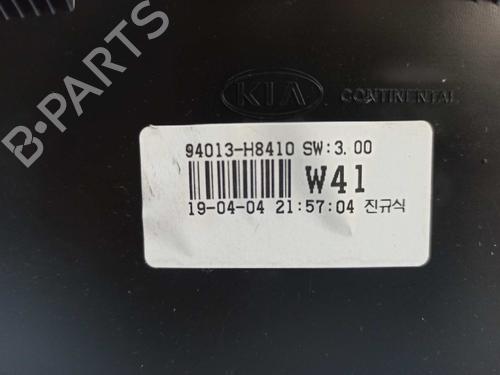 KIA CONTINENTAL
94013-H8410 SW:3.00
W41
19-04-04 21:57:04 진규식
B-PARTS